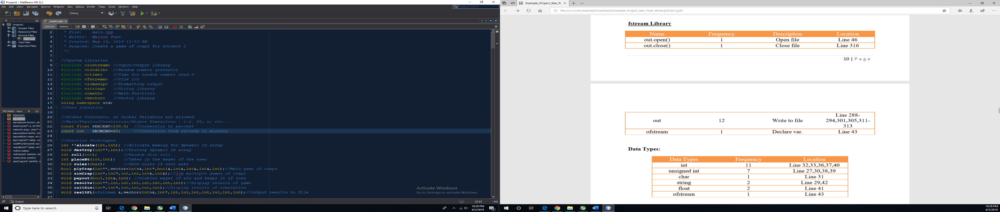 Project2 - NetBeans IDE 8.2
File Edit View Navigate Source Refactor Run Debug Profile Team Tools Window Help
Search (Ctrl+I)
Debug
Project2
Header Files
Resource Files
Source Files
main.cpp
Test Files
Important Files
SECMINS - Navi...
PERCENT
SECMINS
alocate(int ROWS, int
destroy(int** a, int RO
main(int argc, char** a
payout(bool isWin, int&
placeBt(int chips, int w
plyCrap(int** table, ve
resltFi(ofstream& out,
results(int** table, int
roll(int sides)
rsltSim(int* simWin, int
rules(char yesNo)
simCrap(int* simWin, i
main.cpp
Source History
2 * File: main.cpp
3 * Author: Marrek Pope
4 * Created: May 14, 2019 11:53 AM
5 * Purpose: Create a game of craps for Project 2
6 */
7
8 //System Libraries
9 #include <iostream> //Input/Output library
10 #include <cstdlib> //Random number generator
11 #include <ctime> //Time for random number seed.0
12 #include <fstream> //File I/O
13 #include <iomanip> //Formatting output
14 #include <string> //String library
15 #include <cmath> //Math functions
16 #include <vector> //Vector library
17 using namespace std;
18 //User Libraries
19
20 //Global Constants, no Global Variables are allowed
21 //Math/Physics/Conversions/Higher Dimensions - i.e. PI, e, etc...
22 const float PERCENT=100.0; //Conversion to percent
23 const int SECMINS=60; //Conversion from seconds to minutes
24
25 //Function Prototypes
26 int **alocate(int,int); //Allocate memory for dynamic 2D array
27 void destroy(int**,int);//Destroy dynamic 2D array
28 int roll(int); //Random dice roll
29 int placeBt(int,int); //Takes in the wager of the user
30 void rules(char); //Show rules if user asks
31 bool plyCrap(int**,vector<int>&,int*,bool&,int&,int&,int&,int);//Main game of craps
32 void simCrap(int*,int*,int,int,int&,int&);//Sim multiple games of craps
33 void payout(bool,int&,int); //Doubles wager if win and keeps it if loss
34 void results(int**,int,int,int,int,int,int,int);//Display results of game
35 void rsltSim(int*,int*,int,int,int,int);//Display results of simulation
36 void resltFi(ofstream &,vector<int>&,int*,int,int,int,int,int,int,int);//Output results to file
37
Activate Windows
Go to Settings to activate Windows.
Output
23:63 INS
Type here to search
10:28 PM
6/3/2019
Example_Project_War_Fi
file:///C:/Users/Marrek/Downloads/Example_Project_War_Final_Writeup%20(1).pdf
fstream Library
Name Frequency Description Location
out.open() 1 Open file Line 46
out.close() 1 Close file Line 316
10 | Page
out 12 Write to file Line 288-
294,301,305,311-
313
ofstream 1 Declare var. Line 43
Data Types:
Data Types Frequency Location
int 11 Line 32,33,36,37,40
unsigned int 7 Line 27,30,38,39
char 1 Line 31
string 2 Line 29,42
float 2 Line 41
ofstream 1 Line 43
10:28 PM
6/3/2019